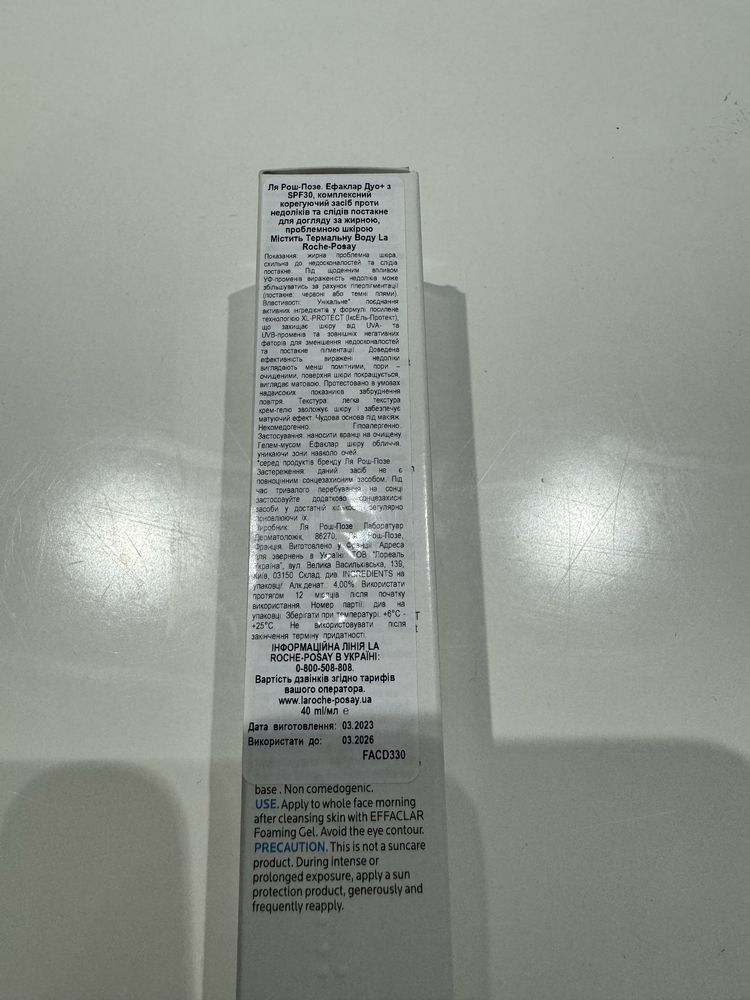 Ля Рош-Позе. Ефаклар Дуо+ з
SPF30, комплексний
корегуючий засіб проти
недоліків та слідів постакне
для догляду за жирною,
проблемною шкірою
Містить Термальну Воду La
Roche-Posay
Показання: жирна проблемна шкіра,
схильна до недосконалостей та слідів
постакне. Під щоденним впливом
УФ-променів вираженість недоліків може
збільшуватись за рахунок гіперпігментації
(постакне: червоні або темні плями).
Властивості: Унікальне* поєднання
активних інгредієнтів у формулі посилене
технологією XL-PROTECT (ІксЕль-Протект),
що захищає шкіру від UVA- та
UVB-променів та зовнішніх негативних
факторів для зменшення недосконалостей
та постакне пігментації. Доведена
ефективність: виражені недоліки
виглядають менш помітними, пори –
очищеними, поверхня шкіри покращується,
виглядає матовою. Протестовано в умовах
надвисоких показників забруднення
повітря. Текстура: легка текстура
крем-гелю зволожує шкіру і забезпечує
матуючий ефект. Чудова основа під макіяж.
Некомедогенно. Гіпоалергенно.
Застосування: наносити вранці на очищену
Гелем-мусом Ефаклар шкіру обличчя,
уникаючи зони навколо очей.
*серед продуктів бренду Ля Рош-Позе
Застереження: даний засіб не є
повноцінним сонцезахисним засобом. Під
час тривалого перебування на сонці
застосовуйте додатково сонцезахисні
засоби у достатній кількості, регулярно
поновлюючи їх.
Виробник: Ля Рош-Позе Лабораторі
Дерматоложік, 86270, Ля Рош-Позе,
Франція. Виготовлено у Франції. Адреса
для звернень в Україні: ТОВ "Лореаль
Україна", вул. Велика Васильківська, 139,
Київ, 03150 Склад: див. INGREDIENTS на
упаковці/ Алк.денат. 4,00%. Використати
протягом 12 місяців після початку
використання. Номер партії: див. на
упаковці. Зберігати при температурі: +6°C -
+25°C. Не використовувати після
закінчення терміну придатності.
ІНФОРМАЦІЙНА ЛІНІЯ LA
ROCHE-POSAY В УКРАЇНІ:
0-800-508-808.
Вартість дзвінків згідно тарифів
вашого оператора.
www.laroche-posay.ua
40 ml/мл e
Дата виготовлення: 03.2023
Використати до: 03.2026
FACD330
base . Non comedogenic.
USE. Apply to whole face morning
after cleansing skin with EFFACLAR
Foaming Gel. Avoid the eye contour.
PRECAUTION. This is not a suncare
product. During intense or
prolonged exposure, apply a sun
protection product, generously and
frequently reapply.